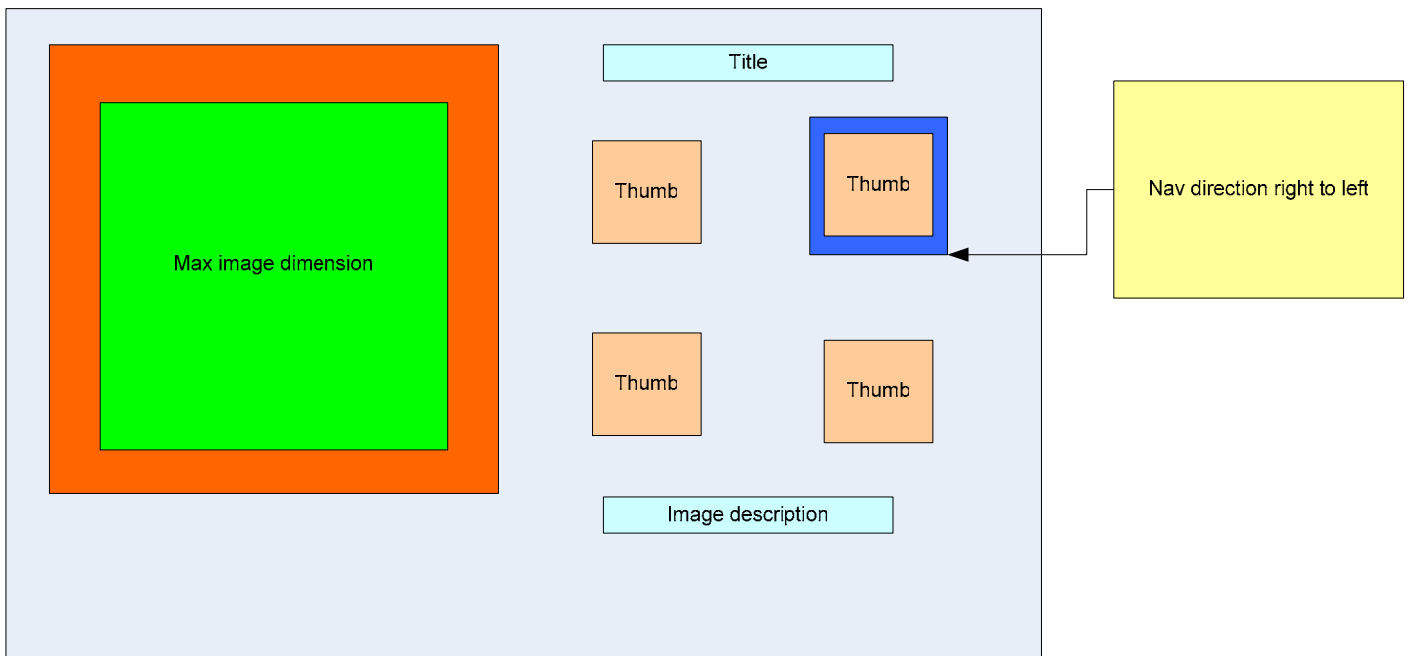 Title
Thumb
Thumb
Nav direction right to left
Max image dimension
Thumb
Thumb
Image description